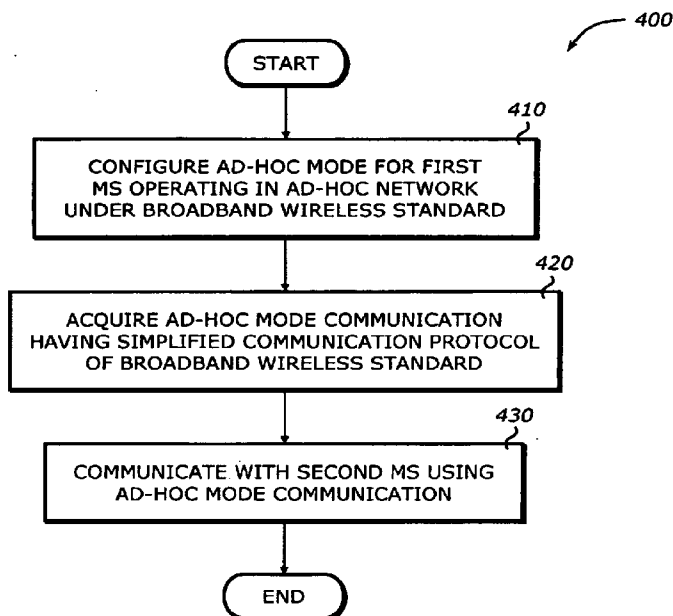 400
START
410
CONFIGURE AD-HOC MODE FOR FIRST
MS OPERATING IN AD-HOC NETWORK
UNDER BROADBAND WIRELESS STANDARD
420
ACQUIRE AD-HOC MODE COMMUNICATION
HAVING SIMPLIFIED COMMUNICATION PROTOCOL
OF BROADBAND WIRELESS STANDARD
430
COMMUNICATE WITH SECOND MS USING
AD-HOC MODE COMMUNICATION
END